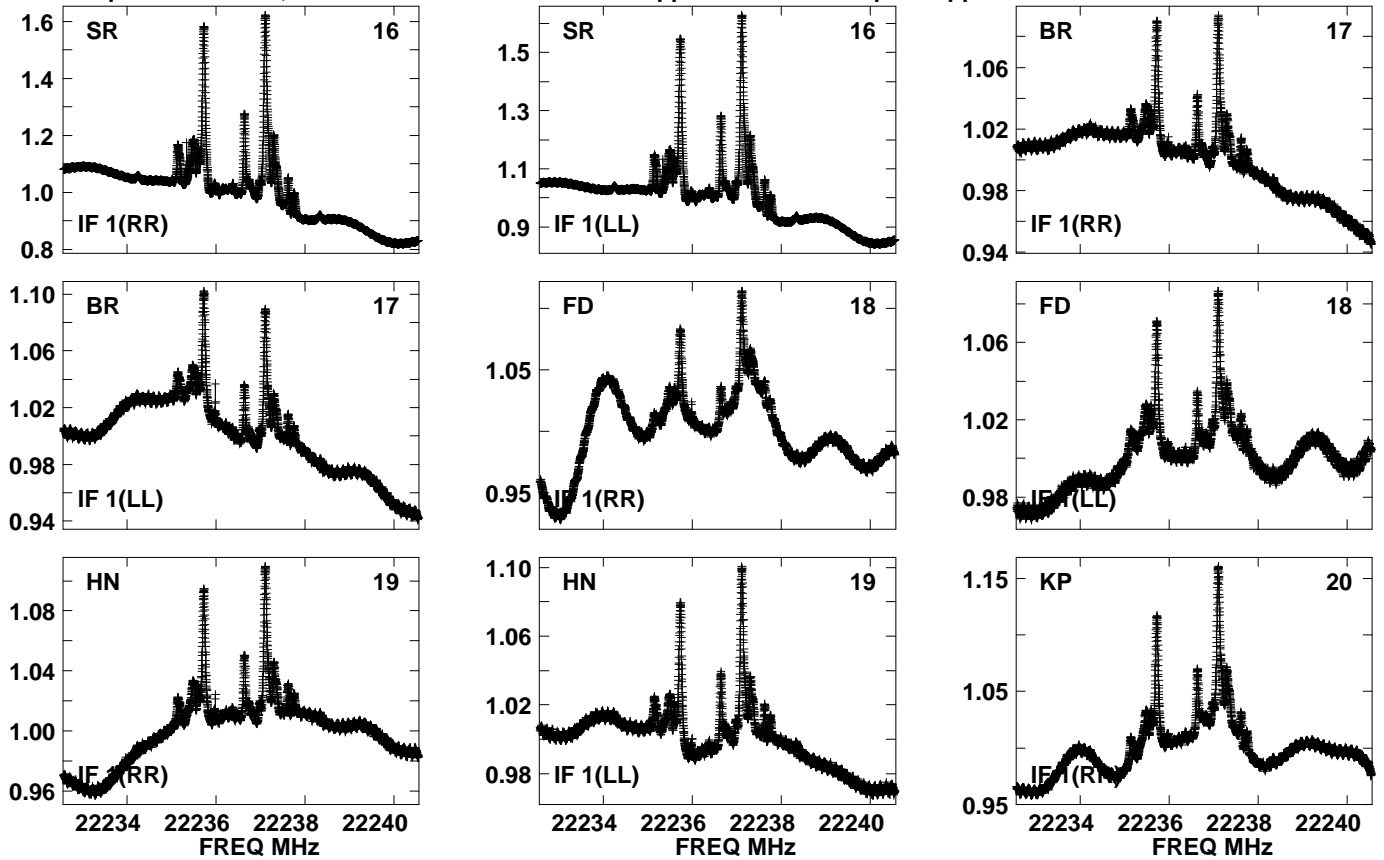 SR 16
1.6
1.4
1.2
1.0
0.8
IF 1(RR)
SR 16
1.5
1.3
1.1
0.9
IF 1(LL)
BR 17
1.06
1.02
0.98
0.94
IF 1(RR)
BR 17
1.10
1.06
1.02
0.98
0.94
IF 1(LL)
FD 18
1.05
0.95
IF 1(RR)
FD 18
1.06
1.02
0.98
IF 1(LL)
HN 19
1.08
1.04
1.00
0.96
IF 1(RR)
22234 22236 22238 22240
FREQ MHz
HN 19
1.10
1.06
1.02
0.98
IF 1(LL)
22234 22236 22238 22240
FREQ MHz
KP 20
1.15
1.05
0.95
IF 1(RR)
22234 22236 22238 22240
FREQ MHz